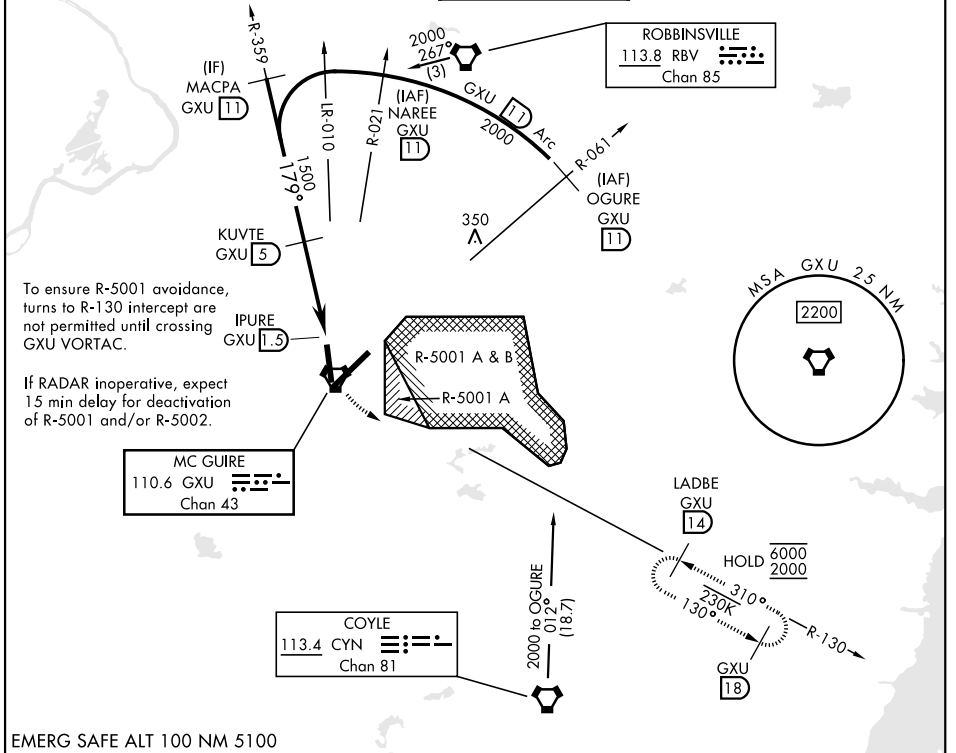 R-359
2000
267°
(3)
ROBBINSVILLE
113.8 RBV
Chan 85
(IF)
MACPA
GXU 11
LR-010
R-021
(IAF)
NAREE
GXU
11
GXU 11 Arc
2000
R-061
(IAF)
OGURE
GXU
11
1500
179°
350
KUVTE
GXU 5
MSA GXU 25 NM
2200
To ensure R-5001 avoidance,
turns to R-130 intercept are
not permitted until crossing
GXU VORTAC.
IPURE
GXU 1.5
R-5001 A & B
R-5001 A
If RADAR inoperative, expect
15 min delay for deactivation
of R-5001 and/or R-5002.
MC GUIRE
110.6 GXU
Chan 43
LADBE
GXU
14
HOLD 6000
2000
310°
230K
130°
R-130
GXU
18
2000 to OGURE
012°
(18.7)
COYLE
113.4 CYN
Chan 81
EMERG SAFE ALT 100 NM 5100